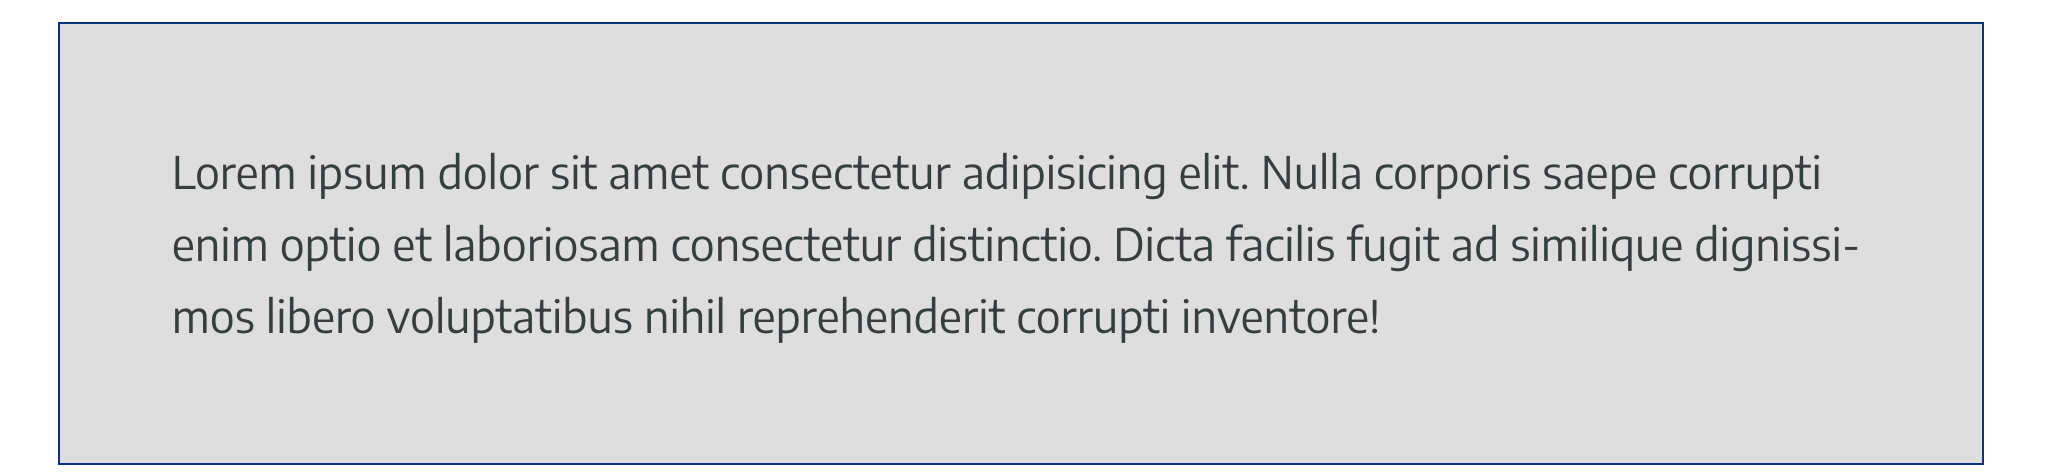 Lorem ipsum dolor sit amet consectetur adipisicing elit. Nulla corporis saepe corrupti
enim optio et laboriosam consectetur distinctio. Dicta facilis fugit ad similique dignissi-
mos libero voluptatibus nihil reprehenderit corrupti inventore!